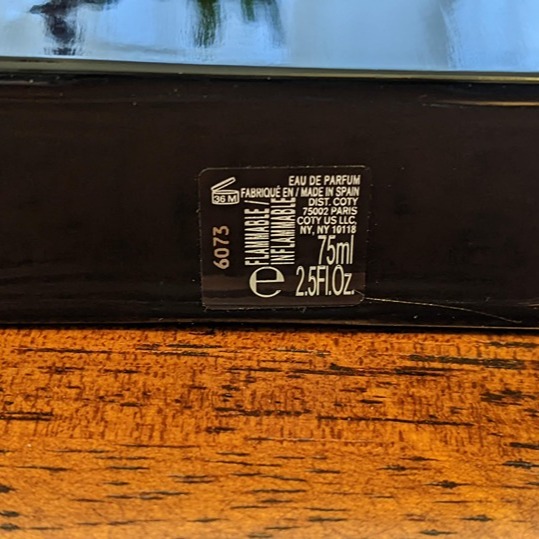 EAU DE PARFUM
FABRIQUÉ EN / MADE IN SPAIN
DIST. COTY
75002 PARIS
COTY US LLC,
NY, NY 10118
75ml
e 2.5Fl.Oz.
36 M
FLAMMABLE /
INFLAMMABLE
6073